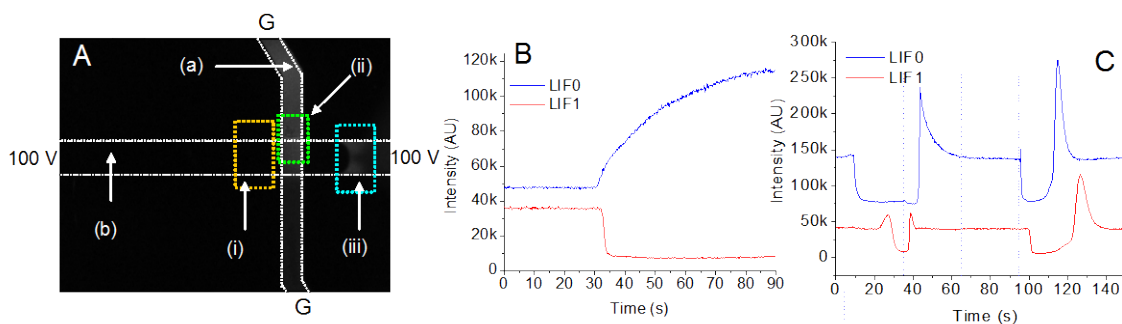 A
G
(a)
(ii)
100 V
100 V
(b)
(i)
(iii)
G
B
120k
100k
80k
60k
40k
20k
0
Intensity (AU)
LIF0
LIF1
0 10 20 30 40 50 60 70 80 90
Time (s)
C
300k
250k
200k
150k
100k
50k
0
Intensity (AU)
LIF0
LIF1
0 20 40 60 80 100 120 140
Time (s)